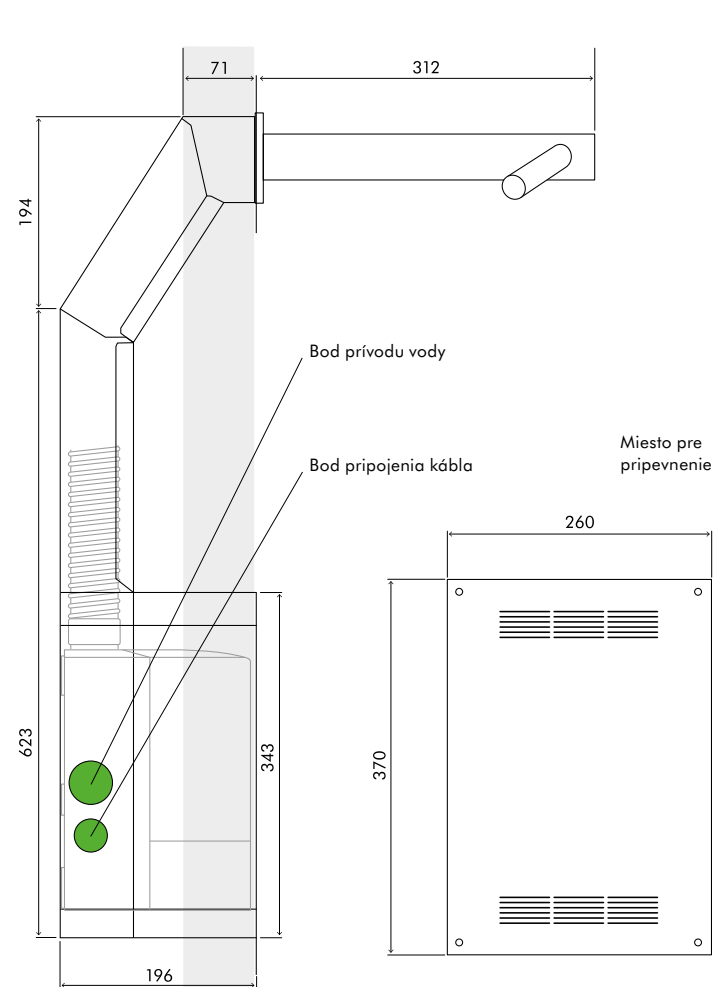 71
312
194
Bod prívodu vody
Miesto pre
pripevnenie
Bod pripojenia kábla
260
623
343
370
196